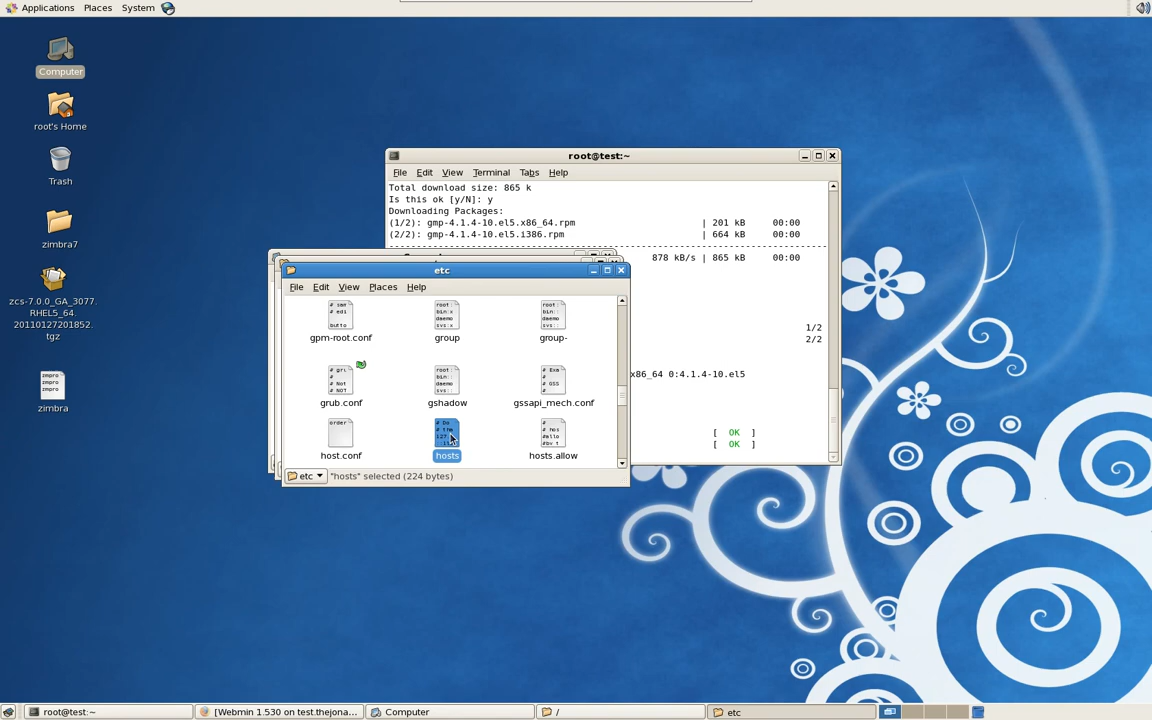 Applications Places System
Computer
root's Home
Trash
zimbra7
zcs-7.0.0_GA_3077.
RHEL5_64.
20110127201852.
tgz
zimbra
root@test:~
File Edit View Terminal Tabs Help
Total download size: 865 k
Is this ok [y/N]: y
Downloading Packages:
(1/2): gmp-4.1.4-10.el5.x86_64.rpm | 201 kB 00:00
(2/2): gmp-4.1.4-10.el5.i386.rpm | 664 kB 00:00
878 kB/s | 865 kB 00:00
1/2
2/2
x86_64 0:4.1.4-10.el5
[ OK ]
[ OK ]
etc
File Edit View Places Help
gpm-root.conf group group-
grub.conf gshadow gssapi_mech.conf
host.conf hosts hosts.allow
etc "hosts" selected (224 bytes)
root@test:~ [Webmin 1.530 on test.thejona... Computer / etc